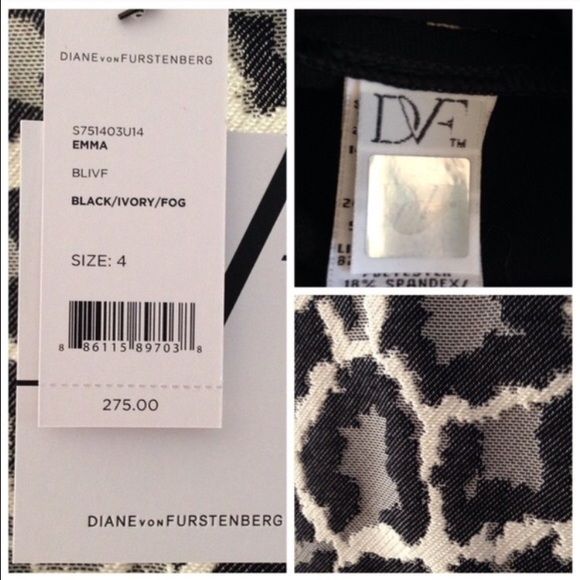 DIANE VON FURSTENBERG
S751403U14
EMMA
BLIVF
BLACK/IVORY/FOG
SIZE: 4
8 86115 89703 8
275.00
DIANE VON FURSTENBERG
DVF TM
POLYESTER
18% SPANDEX/